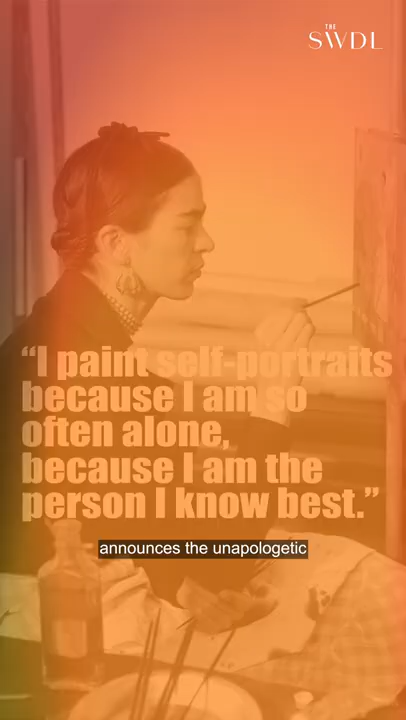 THE
SWDL
“I paint self-portraits
because I am so
often alone,
because I am the
person I know best.”
announces the unapologetic